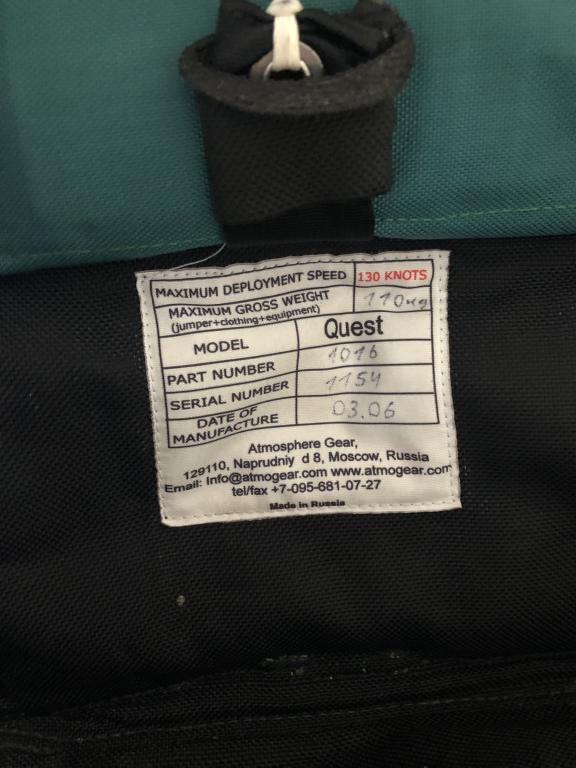 MAXIMUM DEPLOYMENT SPEED 130 KNOTS
MAXIMUM GROSS WEIGHT 110kg
(jumper+clothing+equipment)
MODEL Quest
PART NUMBER 1016
SERIAL NUMBER 1154
DATE OF MANUFACTURE 03.06
Atmosphere Gear,
129110, Naprudniy d 8, Moscow, Russia
Email: Info@atmogear.com www.atmogear.com
tel/fax +7-095-681-07-27
Made in Russia